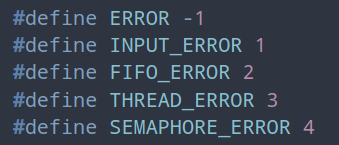 #define ERROR -1
#define INPUT_ERROR 1
#define FIFO_ERROR 2
#define THREAD_ERROR 3
#define SEMAPHORE_ERROR 4